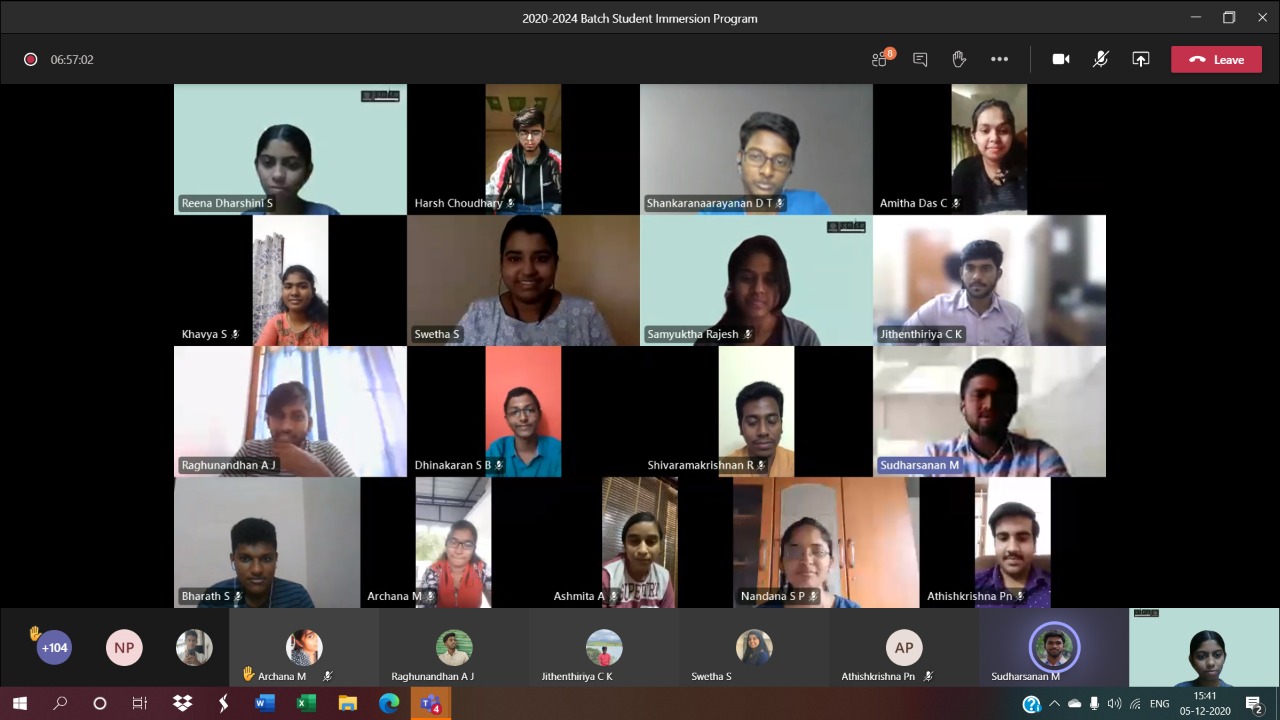 2020-2024 Batch Student Immersion Program
06:57:02
8
Leave
Reena Dharshini S
Harsh Choudhary
Shankaranaarayanan D T
Amitha Das C
Khavya S
Swetha S
Samyuktha Rajesh
Jithenthiriya C K
Raghunandhan A J
Dhinakaran S B
Shivaramakrishnan R
Sudharsanan M
Bharath S
Archana M
Ashmita A
Nandana S P
Athishkrishna Pn
+104
NP
Archana M
Raghunandhan A J
Jithenthiriya C K
Swetha S
AP
Athishkrishna Pn
Sudharsanan M
4
ENG
15:41
05-12-2020
2